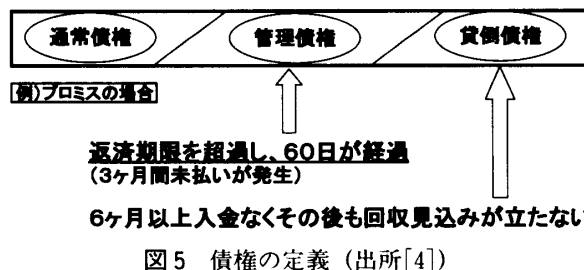 通常債権 管理債権 貸倒債権
例)プロミスの場合
返済期限を超過し、60日が経過
(3ヶ月間未払いが発生)
6ヶ月以上入金なくその後も回収見込みが立たない
図5 債権の定義 (出所[4])